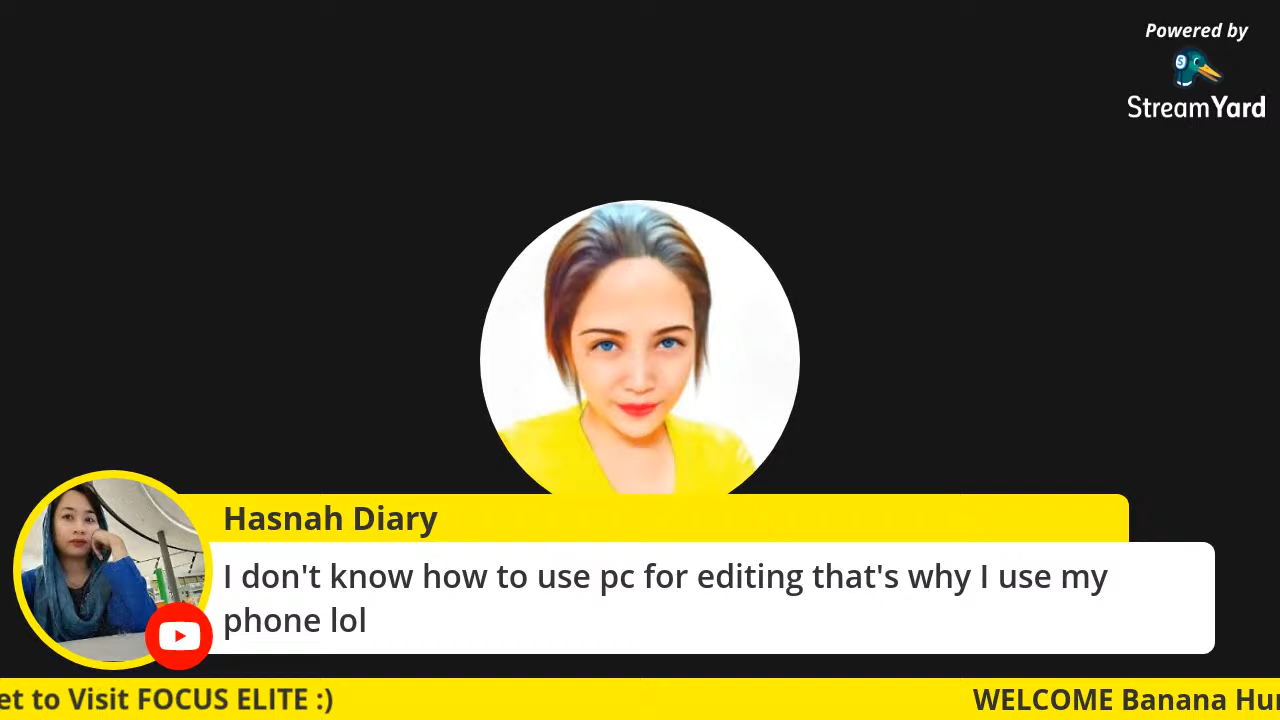 Powered by
StreamYard
Hasnah Diary
I don't know how to use pc for editing that's why I use my
phone lol
to Visit FOCUS ELITE :)
WELCOME Banana